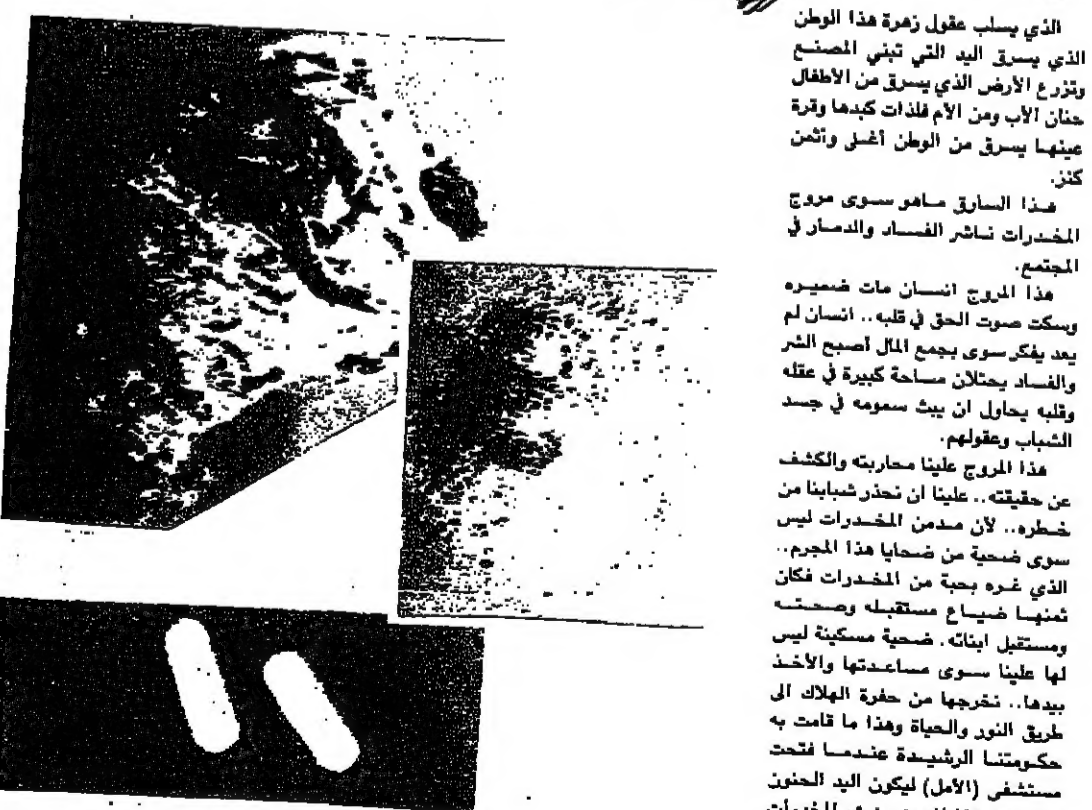 الذي يسلب عقول زهرة هذا الوطن
الذي يسرق اليد التي تبني المصنع
وتزرع الأرض الذي يسرق من الأطفال
حنان الأب ومن الأم فلذات كبدها وقرة
عينها يسرق من الوطن أغلى وأثمن
كنز.
هذا السارق ماهو سوى مروج
المخدرات ناشر الفساد والدمار في
المجتمع.
هذا المروج انسان مات ضميره
وسكت صوت الحق في قلبه.. انسان لم
يعد يفكر سوى بجمع المال أصبح الشر
والفساد يحتلان مساحة كبيرة في عقله
وقلبه يحاول ان يبث سمومه في جسد
الشباب وعقولهم.
هذا المروج علينا محاربته والكشف
عن حقيقته.. علينا ان نحذر شبابنا من
خطره.. لأن مدمن المخدرات ليس
سوى ضحية من ضحايا هذا المجرم..
الذي غره بحبة من المخدرات فكان
ثمنها ضياع مستقبله وصحته
ومستقبل ابنائه. ضحية مسكينة ليس
لها علينا سوى مساعدتها والأخذ
بيدها.. نخرجها من حفرة الهلاك الى
طريق النور والحياة وهذا ما قامت به
حكومتنا الرشيدة عندما فتحت
مستشفى (الأمل) ليكون اليد الحنون